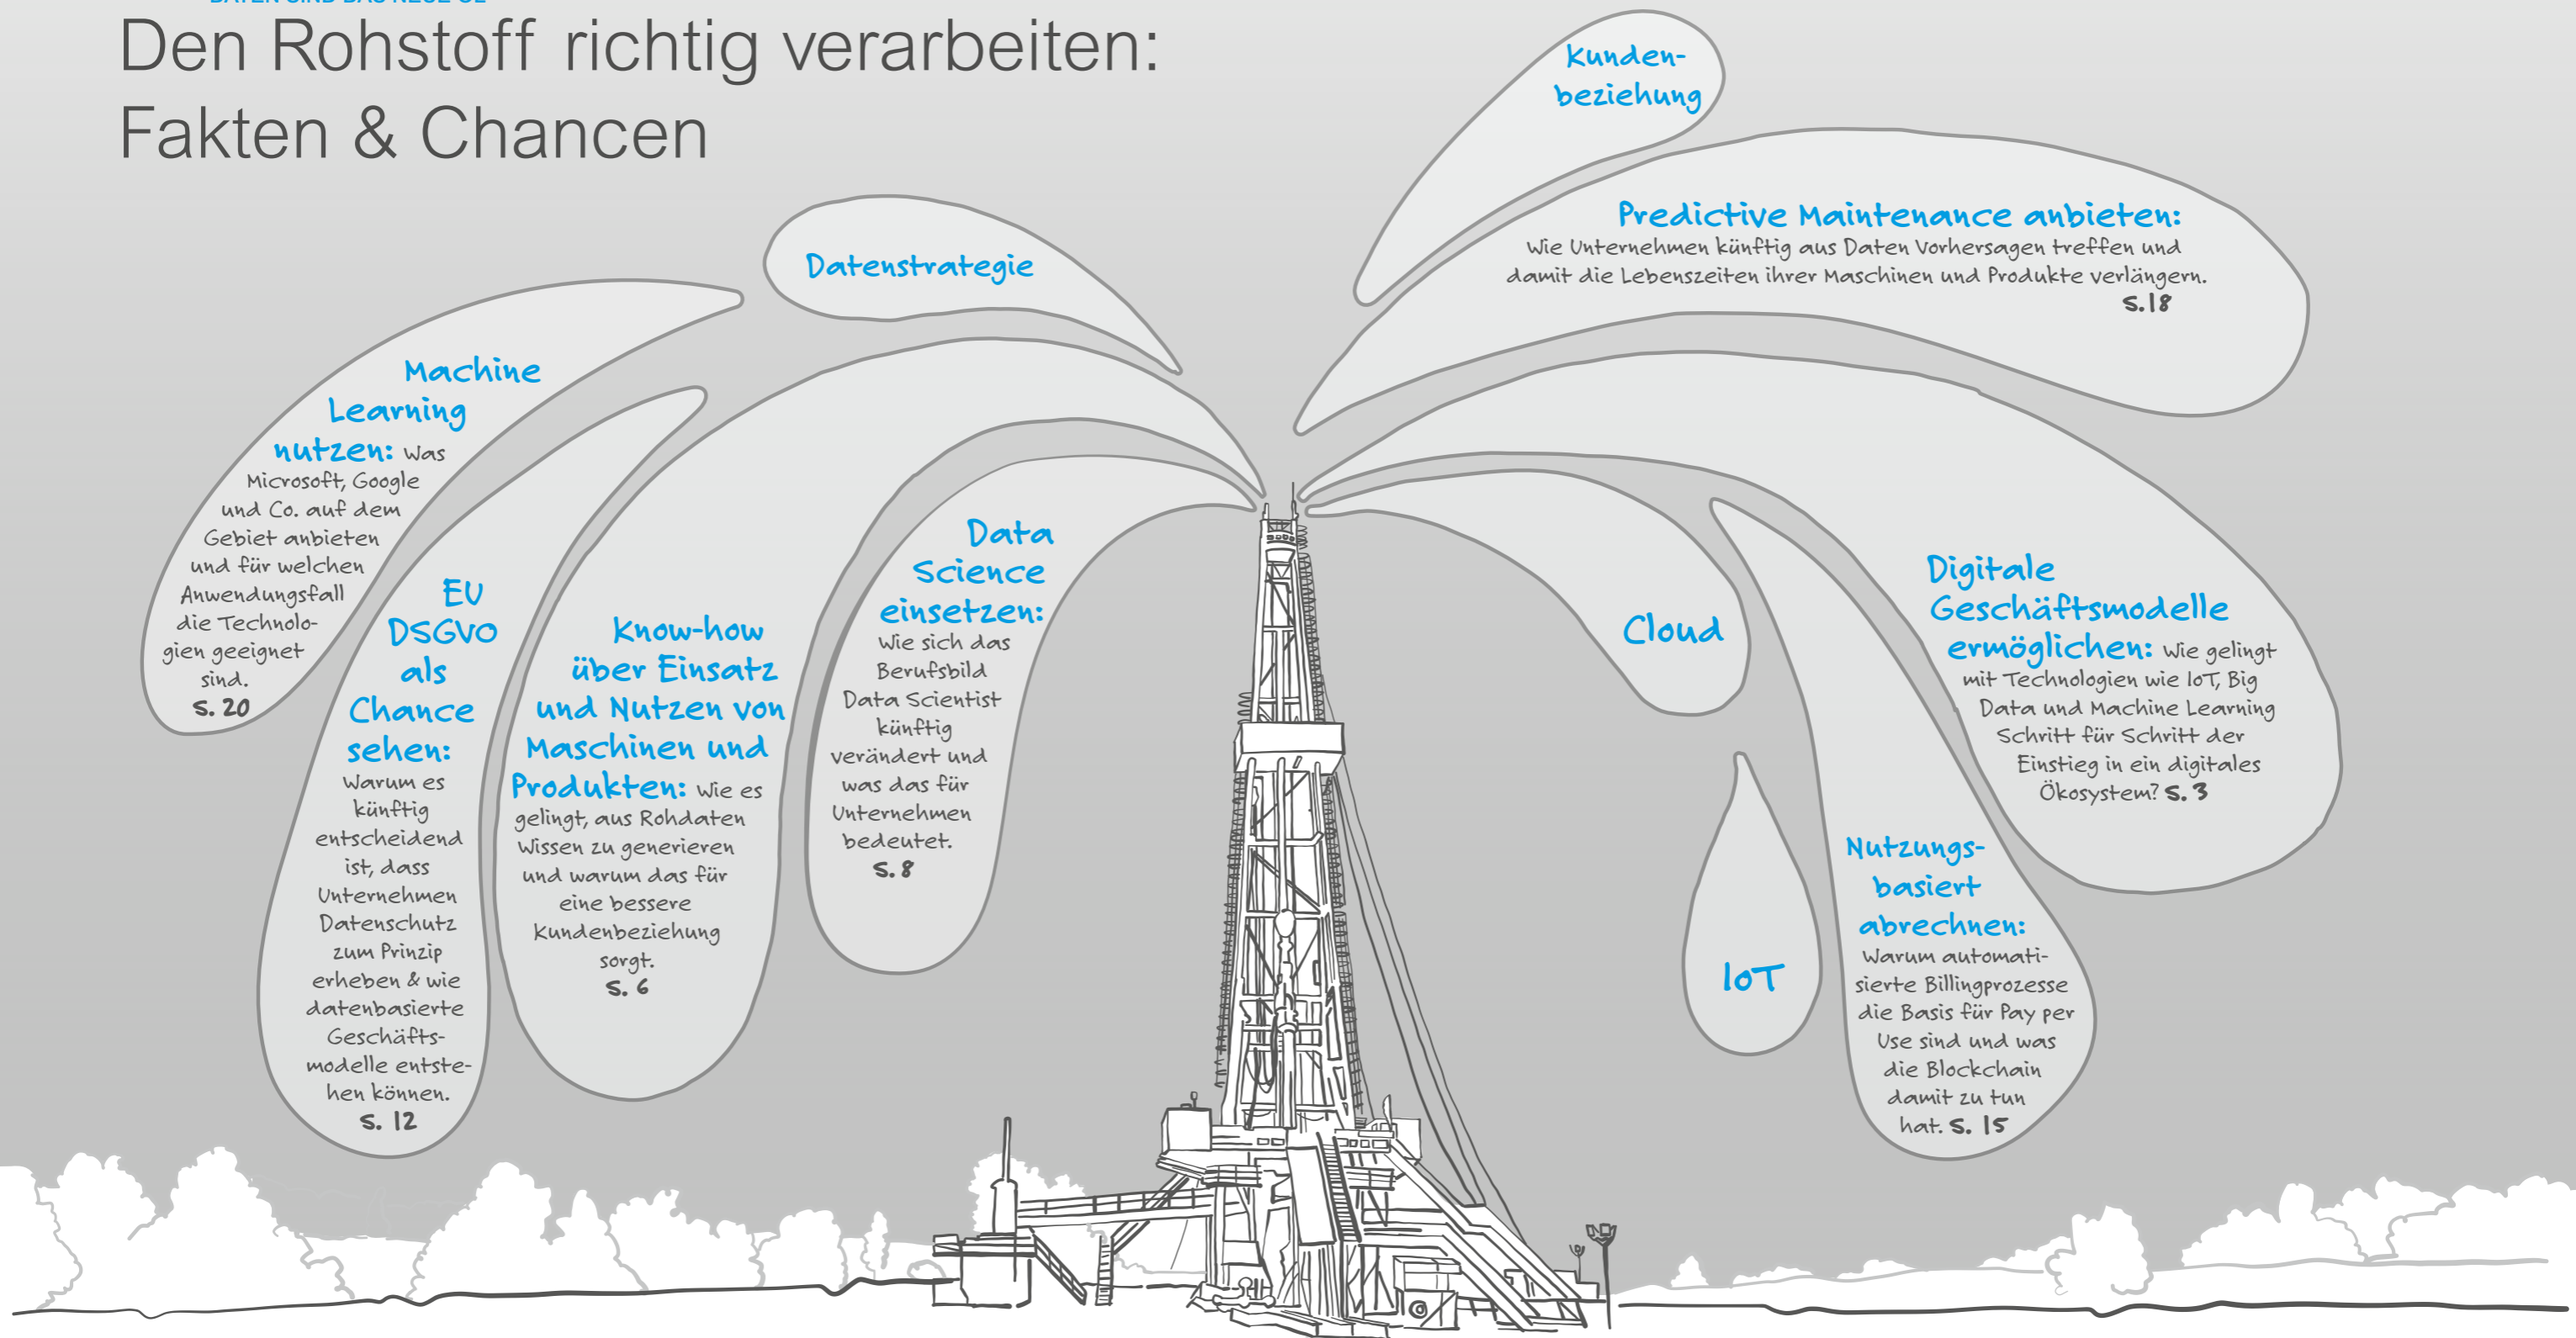 DATEN SIND DAS NEUE ÖL
Den Rohstoff richtig verarbeiten:
Fakten & Chancen
Kunden-
beziehung
Predictive Maintenance anbieten:
Wie Unternehmen künftig aus Daten Vorhersagen treffen und
damit die Lebenszeiten ihrer Maschinen und Produkte verlängern.
S.18
Datenstrategie
Machine
Learning
nutzen: Was
Microsoft, Google
und Co. auf dem
Gebiet anbieten
und für welchen
Anwendungsfall
die Technolo-
gien geeignet
sind.
S. 20
EU
DSGVO
als
Chance
sehen:
Warum es
künftig
entscheidend
ist, dass
Unternehmen
Datenschutz
zum Prinzip
erheben & wie
datenbasierte
Geschäfts-
modelle entste-
hen können.
S. 12
Know-how
über Einsatz
und Nutzen von
Maschinen und
Produkten: Wie es
gelingt, aus Rohdaten
Wissen zu generieren
und warum das für
eine bessere
Kundenbeziehung
sorgt.
S. 6
Data
Science
einsetzen:
Wie sich das
Berufsbild
Data Scientist
künftig
verändert und
was das für
Unternehmen
bedeutet.
S. 8
Cloud
IoT
Nutzungs-
basiert
abrechnen:
Warum automati-
sierte Billingprozesse
die Basis für Pay per
Use sind und was
die Blockchain
damit zu tun
hat. S. 15
Digitale
Geschäftsmodelle
ermöglichen: Wie gelingt
mit Technologien wie IoT, Big
Data und Machine Learning
Schritt für Schritt der
Einstieg in ein digitales
Ökosystem? S. 3